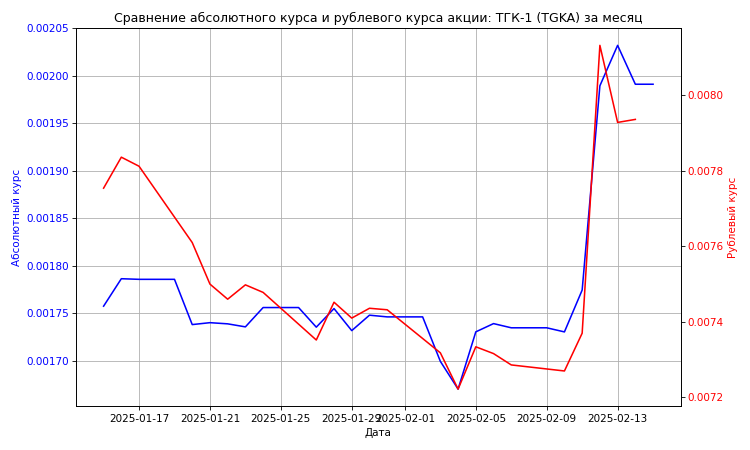 Сравнение абсолютного курса и рублевого курса акции: ТГК-1 (TGKA) за месяц
0.00205
0.00200
0.00195
0.00190
0.00185
0.00180
0.00175
0.00170
Абсолютный курс
0.0080
0.0078
0.0076
0.0074
0.0072
Рублевый курс
2025-01-17 2025-01-21 2025-01-25 2025-01-29 2025-02-01 2025-02-05 2025-02-09 2025-02-13
Дата